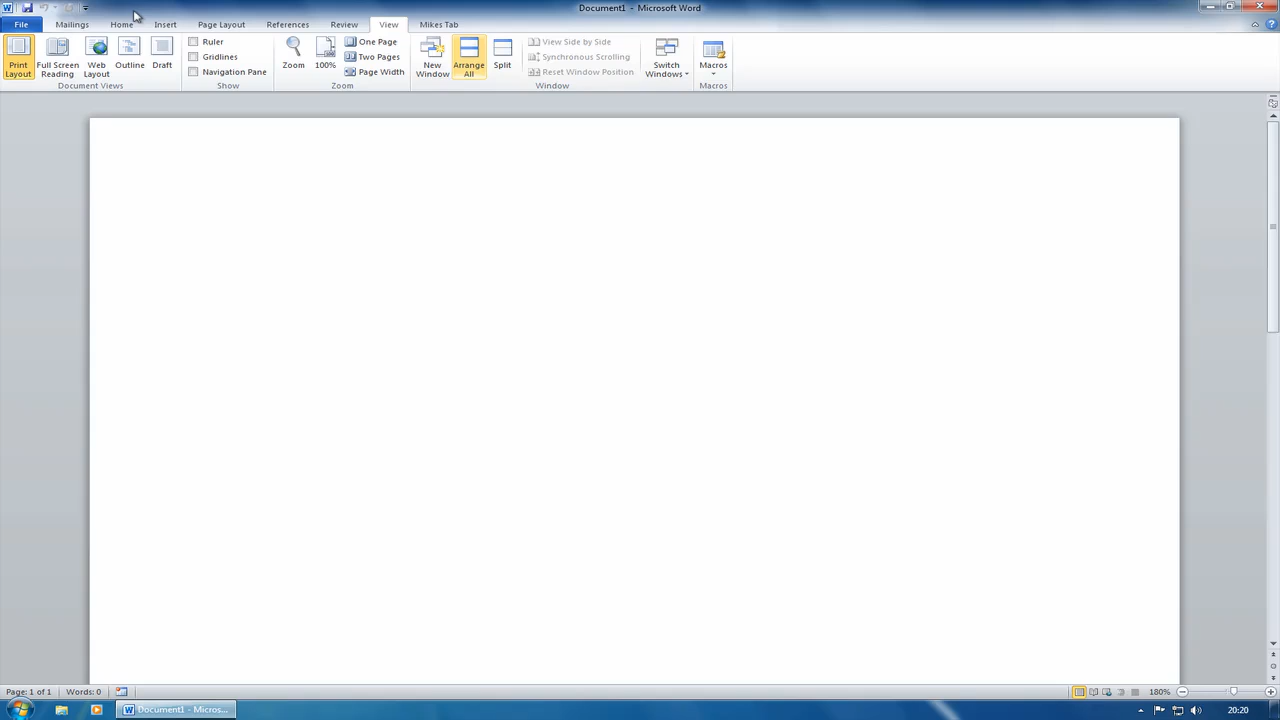 Document1 - Microsoft Word
File Mailings Home Insert Page Layout References Review View Mikes Tab
Print Layout
Full Screen Reading
Web Layout
Outline
Draft
Document Views
Ruler
Gridlines
Navigation Pane
Show
Zoom
100%
One Page
Two Pages
Page Width
Zoom
New Window
Arrange All
Split
View Side by Side
Synchronous Scrolling
Reset Window Position
Switch Windows
Window
Macros
Macros
Page: 1 of 1 Words: 0 180%
Document1 - Micros... 20:20